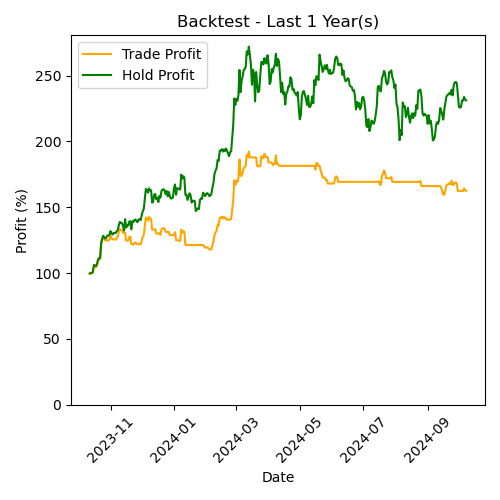 Backtest - Last 1 Year(s)
Trade Profit
Hold Profit
Profit (%)
250
200
150
100
50
0
2023-11
2024-01
2024-03
2024-05
2024-07
2024-09
Date